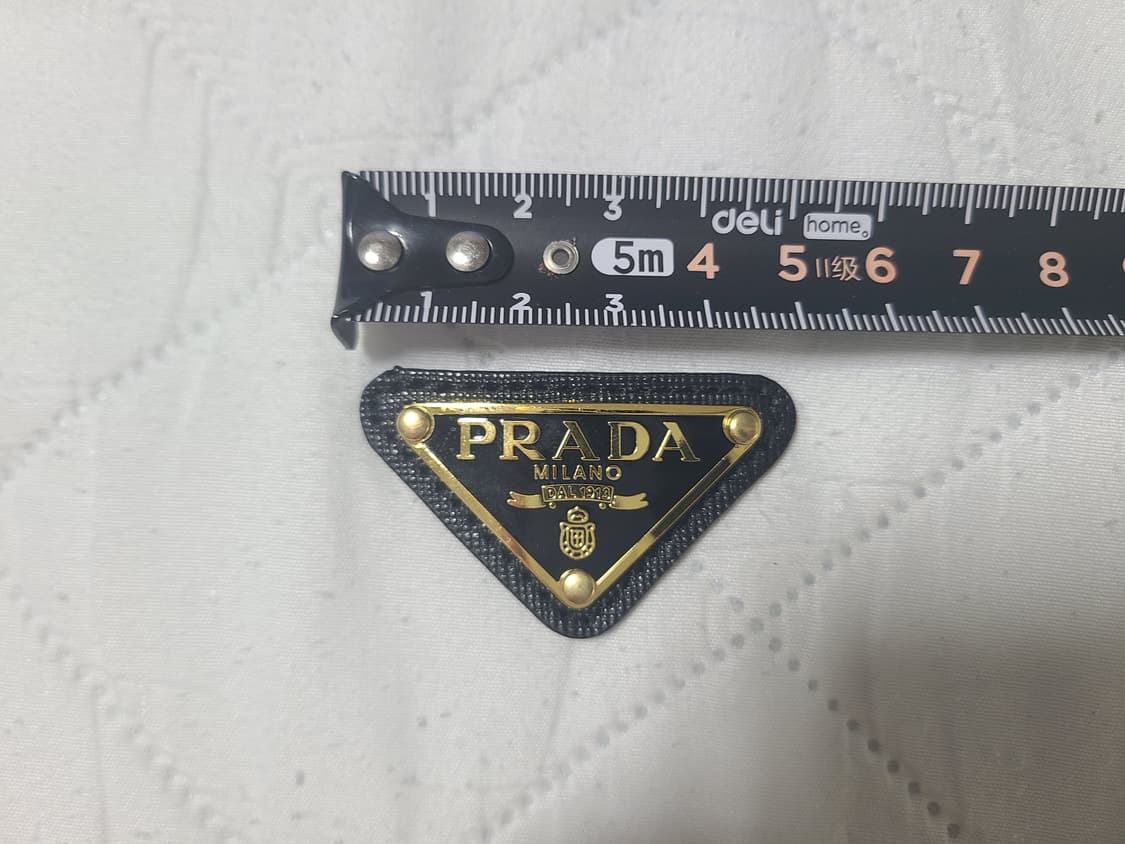 1 2 3
deli home
5m 4 5 II级 6 7 8
1 2 3
PRADA
MILANO
DAL 1913